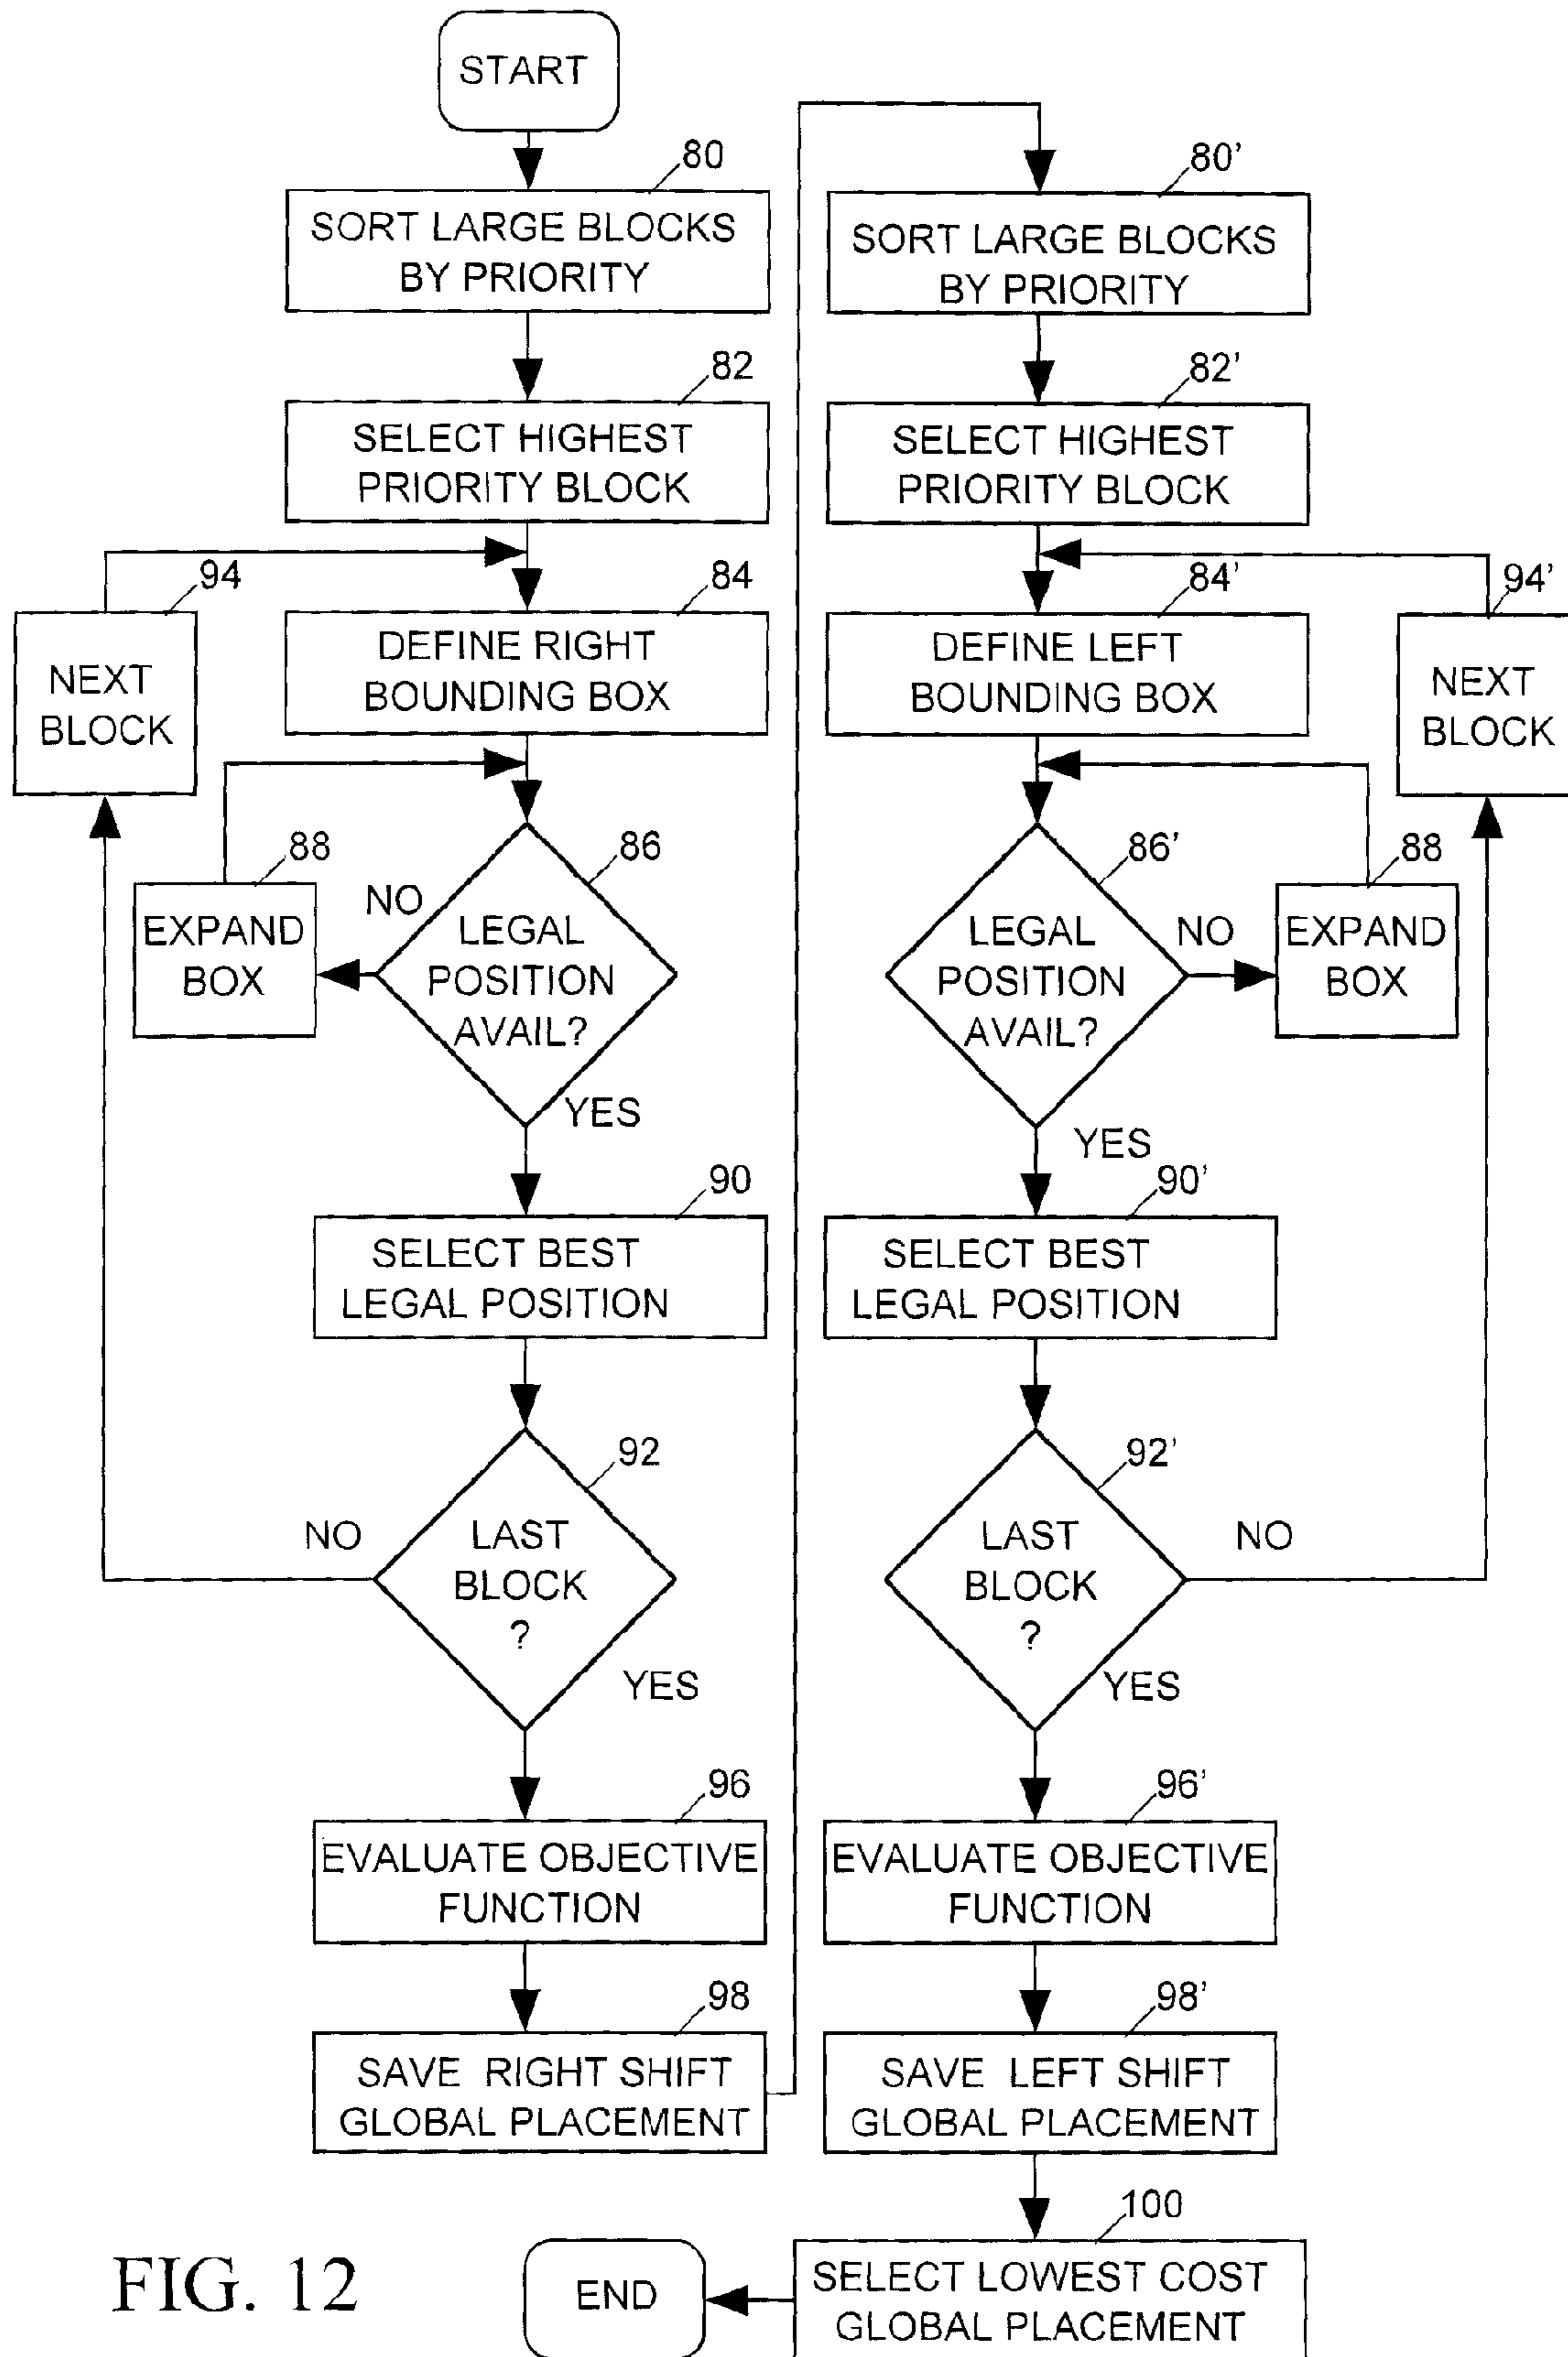 START
80
SORT LARGE BLOCKS
BY PRIORITY
82
SELECT HIGHEST
PRIORITY BLOCK
94
NEXT
BLOCK
84
DEFINE RIGHT
BOUNDING BOX
88
EXPAND
BOX
NO
86
LEGAL
POSITION
AVAIL?
YES
90
SELECT BEST
LEGAL POSITION
92
NO
LAST
BLOCK
?
YES
96
EVALUATE OBJECTIVE
FUNCTION
98
SAVE RIGHT SHIFT
GLOBAL PLACEMENT
80'
SORT LARGE BLOCKS
BY PRIORITY
82'
SELECT HIGHEST
PRIORITY BLOCK
84'
DEFINE LEFT
BOUNDING BOX
94'
NEXT
BLOCK
86'
LEGAL
POSITION
AVAIL?
NO
88
EXPAND
BOX
YES
90'
SELECT BEST
LEGAL POSITION
92'
LAST
BLOCK
?
NO
YES
96'
EVALUATE OBJECTIVE
FUNCTION
98'
SAVE LEFT SHIFT
GLOBAL PLACEMENT
100
SELECT LOWEST COST
GLOBAL PLACEMENT
END
FIG. 12